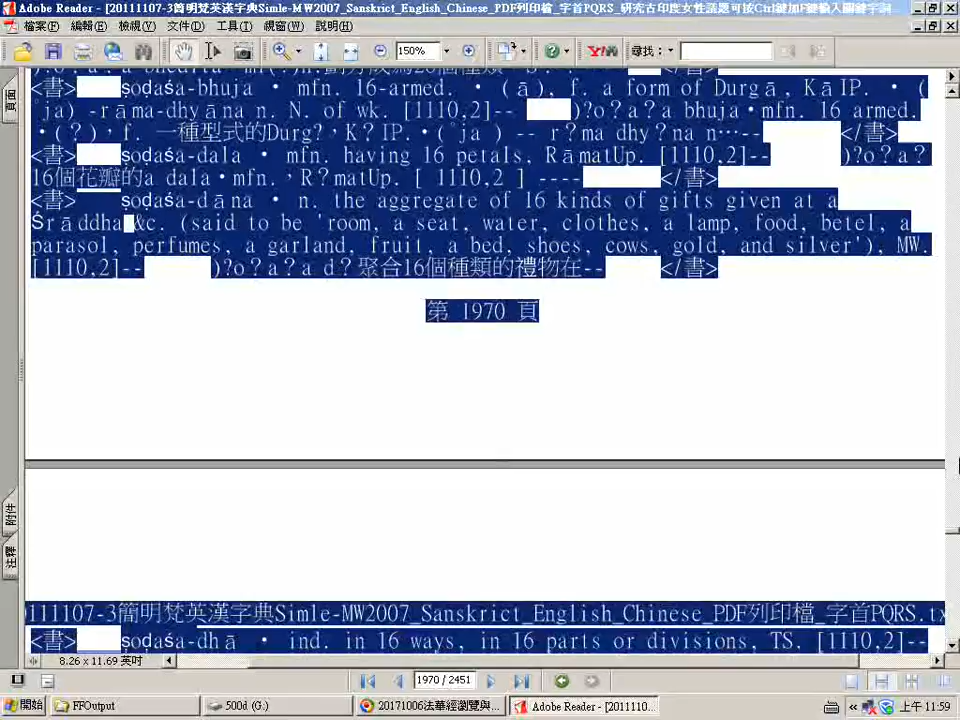 Adobe Reader - [20111107-3簡明梵英漢字典Simle-MW2007_Sanskrict_English_Chinese_PDF列印檔_字首PQRS_研究古印度女性議題可按Ctrl鍵加F鍵輸入關鍵字詞
檔案(F) 編輯(E) 檢視(V) 文件(D) 工具(T) 視窗(W) 說明(H)
150% Y! 尋找:
頁面
<書> ṣoḍaśa-bhuja • mfn. 16-armed. • (ā), f. a form of Durgā, KāIP. • (
°ja) -rāma-dhyāna n. N. of wk. [1110,2]-- )?o?a?a bhuja•mfn. 16 armed.
•(?), f. 一種型式的Durg?, K?IP.•(°ja ) -- r?ma dhy?na n…-- </書>
<書> ṣoḍaśa-dala • mfn. having 16 petals, RāmatUp. [1110,2]-- )?o?a?
16個花瓣的a dala•mfn.,R?matUp. [ 1110,2 ] ---- </書>
<書> ṣoḍaśa-dāna • n. the aggregate of 16 kinds of gifts given at a
Śrāddha &c. (said to be 'room, a seat, water, clothes, a lamp, food, betel, a
parasol, perfumes, a garland, fruit, a bed, shoes, cows, gold, and silver'), MW.
[1110,2]-- )?o?a?a d?聚合16個種類的禮物在-- </書>
第 1970 頁
附件
注釋
111107-3簡明梵英漢字典Simle-MW2007_Sanskrict_English_Chinese_PDF列印檔_字首PQRS.tx
<書> ṣoḍaśa-dhā • ind. in 16 ways, in 16 parts or divisions, TS. [1110,2]--
8.26 x 11.69 英吋
1970 / 2451
開始 FFOutput 500d (G:) 20171006法華經瀏覽與... Adobe Reader - [2011110... 上午 11:59